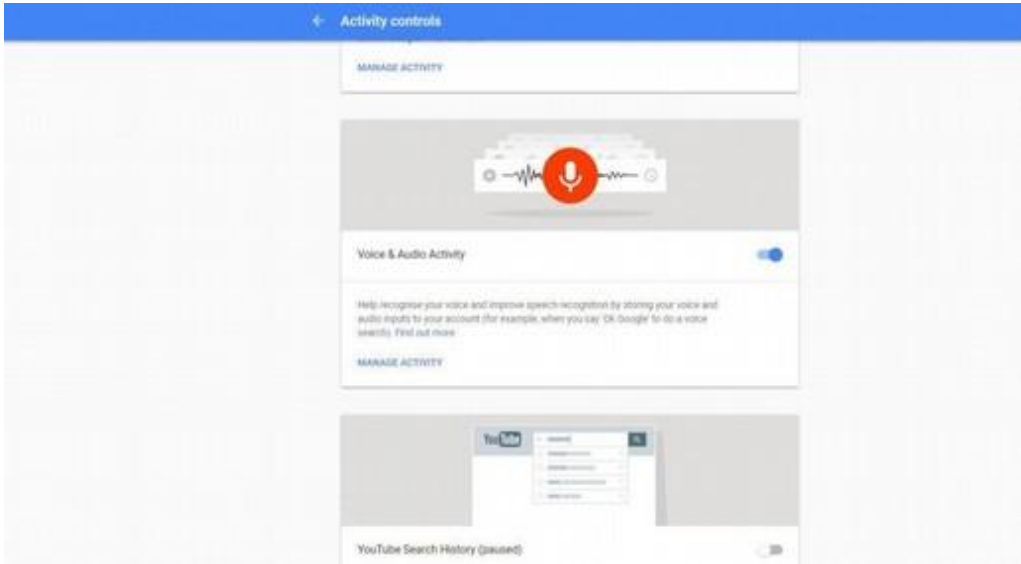 Activity controls
MANAGE ACTIVITY
Voice & Audio Activity
Help recognise your voice and improve speech recognition by storing your voice and
audio inputs to your account (for example, when you say 'Ok Google' to do a voice
search). Find out more
MANAGE ACTIVITY
YouTube
YouTube Search History (paused)